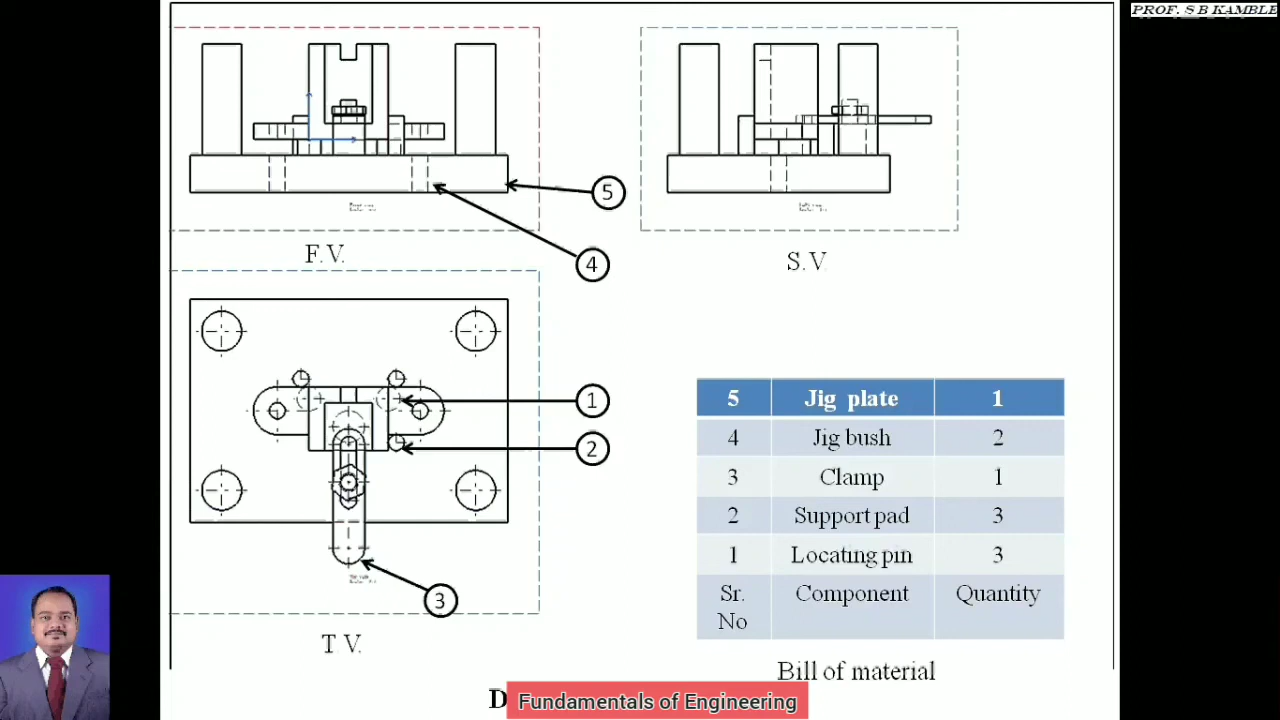 PROF. S B KAMBLE
5
4
F.V.
S.V.
1
2
3
T.V.
5 Jig plate 1
4 Jig bush 2
3 Clamp 1
2 Support pad 3
1 Locating pin 3
Sr. No Component Quantity
Bill of material
D
Fundamentals of Engineering